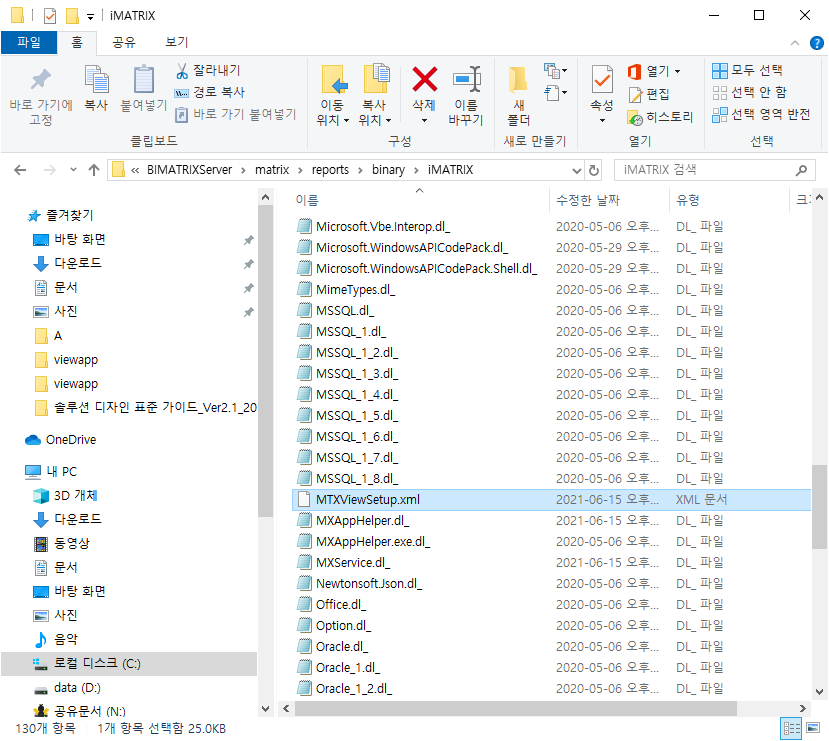 iMATRIX
파일 홈 공유 보기
바로 가기에 고정
복사
붙여넣기
잘라내기
경로 복사
바로 가기 붙여넣기
클립보드
이동 위치
복사 위치
삭제
이름 바꾸기
구성
새 폴더
새로 만들기
속성
열기
편집
히스토리
열기
모두 선택
선택 안 함
선택 영역 반전
선택
« BIMATRIXServer > matrix > reports > binary > iMATRIX
iMATRIX 검색
즐겨찾기
바탕 화면
다운로드
문서
사진
A
viewapp
viewapp
솔루션 디자인 표준 가이드_Ver2.1_20
OneDrive
내 PC
3D 개체
다운로드
동영상
문서
바탕 화면
사진
음악
로컬 디스크 (C:)
data (D:)
공유문서 (N:)
이름 수정한 날짜 유형 크기
Microsoft.Vbe.Interop.dl_ 2020-05-06 오후... DL_ 파일
Microsoft.WindowsAPICodePack.dl_ 2020-05-29 오후... DL_ 파일
Microsoft.WindowsAPICodePack.Shell.dl_ 2020-05-29 오후... DL_ 파일
MimeTypes.dl_ 2020-05-06 오후... DL_ 파일
MSSQL.dl_ 2020-05-06 오후... DL_ 파일
MSSQL_1.dl_ 2020-05-06 오후... DL_ 파일
MSSQL_1_2.dl_ 2020-05-06 오후... DL_ 파일
MSSQL_1_3.dl_ 2020-05-06 오후... DL_ 파일
MSSQL_1_4.dl_ 2020-05-06 오후... DL_ 파일
MSSQL_1_5.dl_ 2020-05-06 오후... DL_ 파일
MSSQL_1_6.dl_ 2020-05-06 오후... DL_ 파일
MSSQL_1_7.dl_ 2020-05-06 오후... DL_ 파일
MSSQL_1_8.dl_ 2020-05-06 오후... DL_ 파일
MTXViewSetup.xml 2021-06-15 오후... XML 문서
MXAppHelper.dl_ 2021-06-15 오후... DL_ 파일
MXAppHelper.exe.dl_ 2020-05-06 오후... DL_ 파일
MXService.dl_ 2021-06-15 오후... DL_ 파일
Newtonsoft.Json.dl_ 2020-05-06 오후... DL_ 파일
Office.dl_ 2020-05-06 오후... DL_ 파일
Option.dl_ 2020-05-06 오후... DL_ 파일
Oracle.dl_ 2020-05-06 오후... DL_ 파일
Oracle_1.dl_ 2020-05-06 오후... DL_ 파일
Oracle_1_2.dl_ 2020-05-06 오후... DL_ 파일
130개 항목 1개 항목 선택함 25.0KB